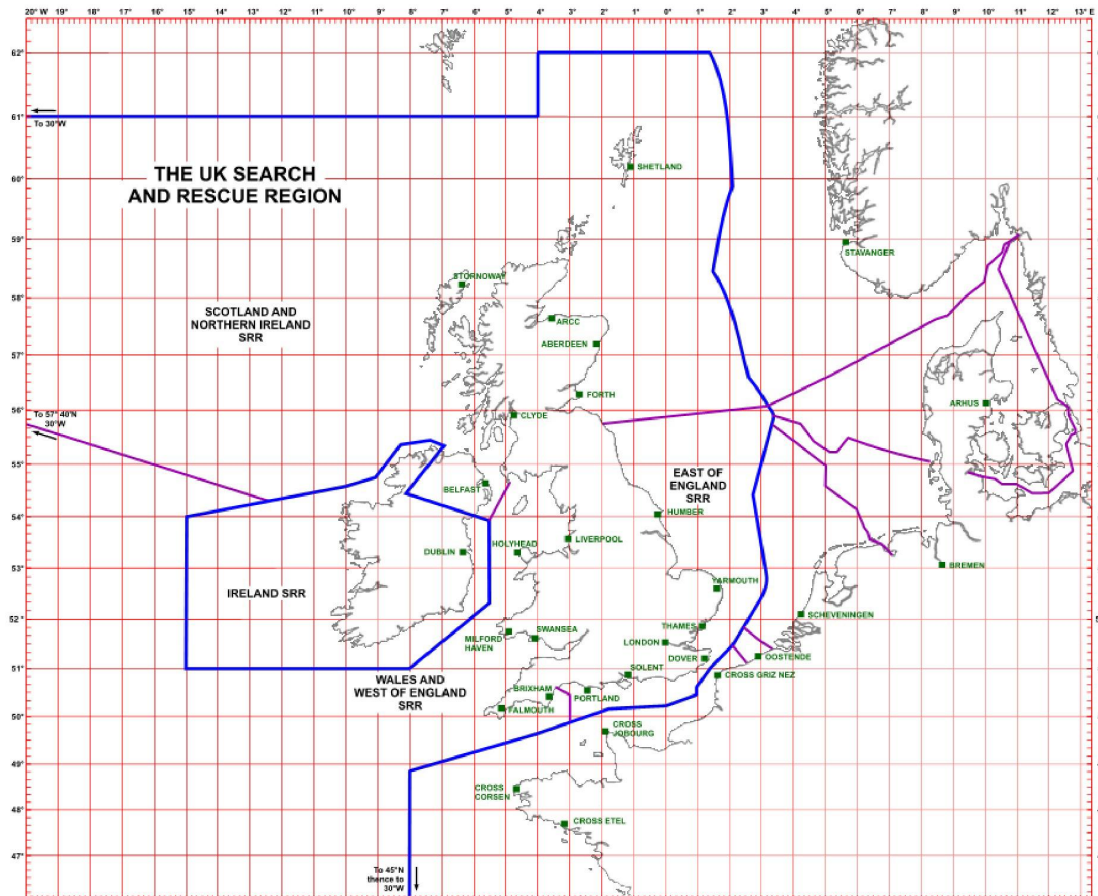 20° W 19° 18° 17° 16° 15° 14° 13° 12° 11° 10° 9° 8° 7° 6° 5° 4° 3° 2° 1° 0° 1° 2° 3° 4° 5° 6° 7° 8° 9° 10° 11° 12° 13° E
62°
61°
To 30°W
THE UK SEARCH
AND RESCUE REGION
60°
SHETLAND
59°
STAVANGER
STORNOWAY
58°
SCOTLAND AND
NORTHERN IRELAND
SRR
ARCC
ABERDEEN
57°
FORTH
56°
ARHUS
To 57° 40'N
30°W
CLYDE
55°
EAST OF
ENGLAND
SRR
BELFAST
54°
HUMBER
HOLYHEAD
LIVERPOOL
DUBLIN
53°
BREMEN
YARMOUTH
IRELAND SRR
52°
SCHEVENINGEN
THAMES
SWANSEA
MILFORD
HAVEN
LONDON
DOVER
OOSTENDE
51°
SOLENT
CROSS GRIZ NEZ
WALES AND
WEST OF ENGLAND
SRR
BRIXHAM
PORTLAND
50°
FALMOUTH
CROSS
JOBOURG
49°
CROSS
CORSEN
48°
CROSS ETEL
47°
To 45°N
thence to
30°W